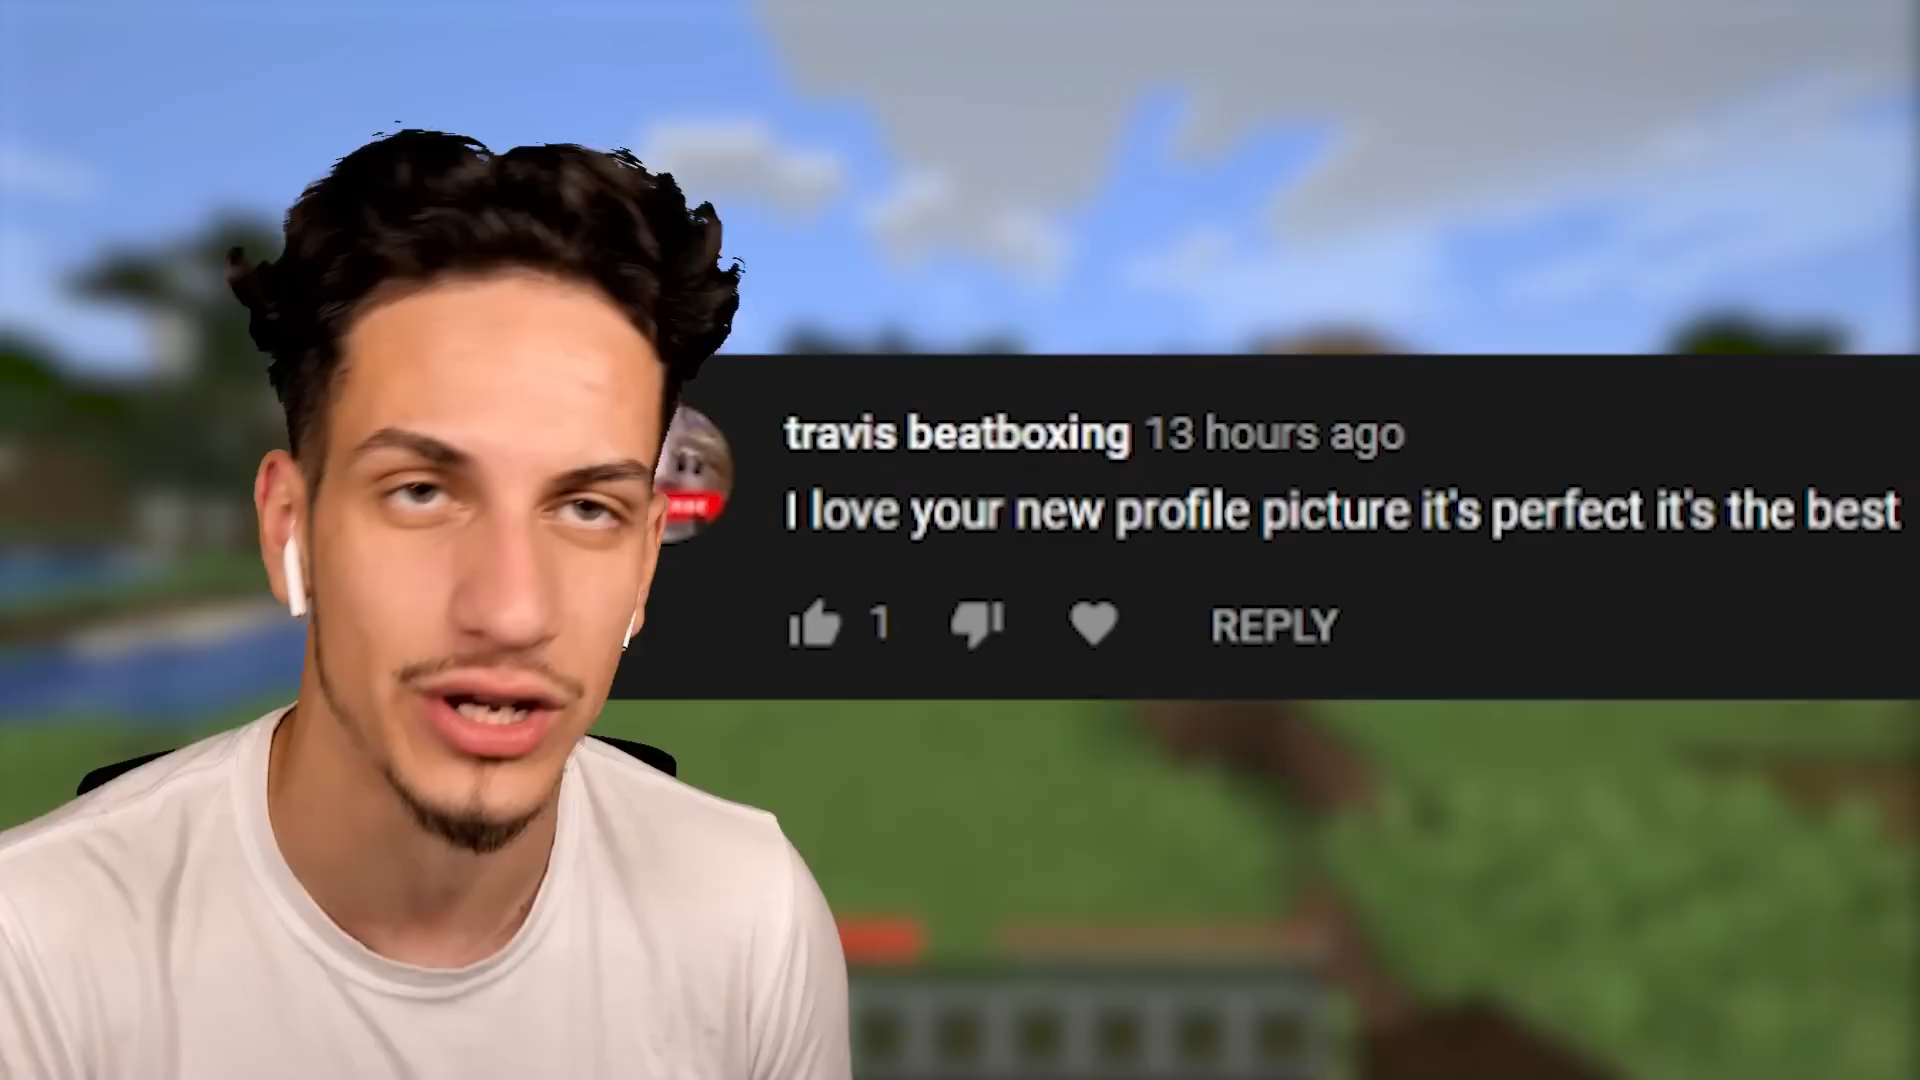 travis beatboxing 13 hours ago
I love your new profile picture it's perfect it's the best
1
REPLY